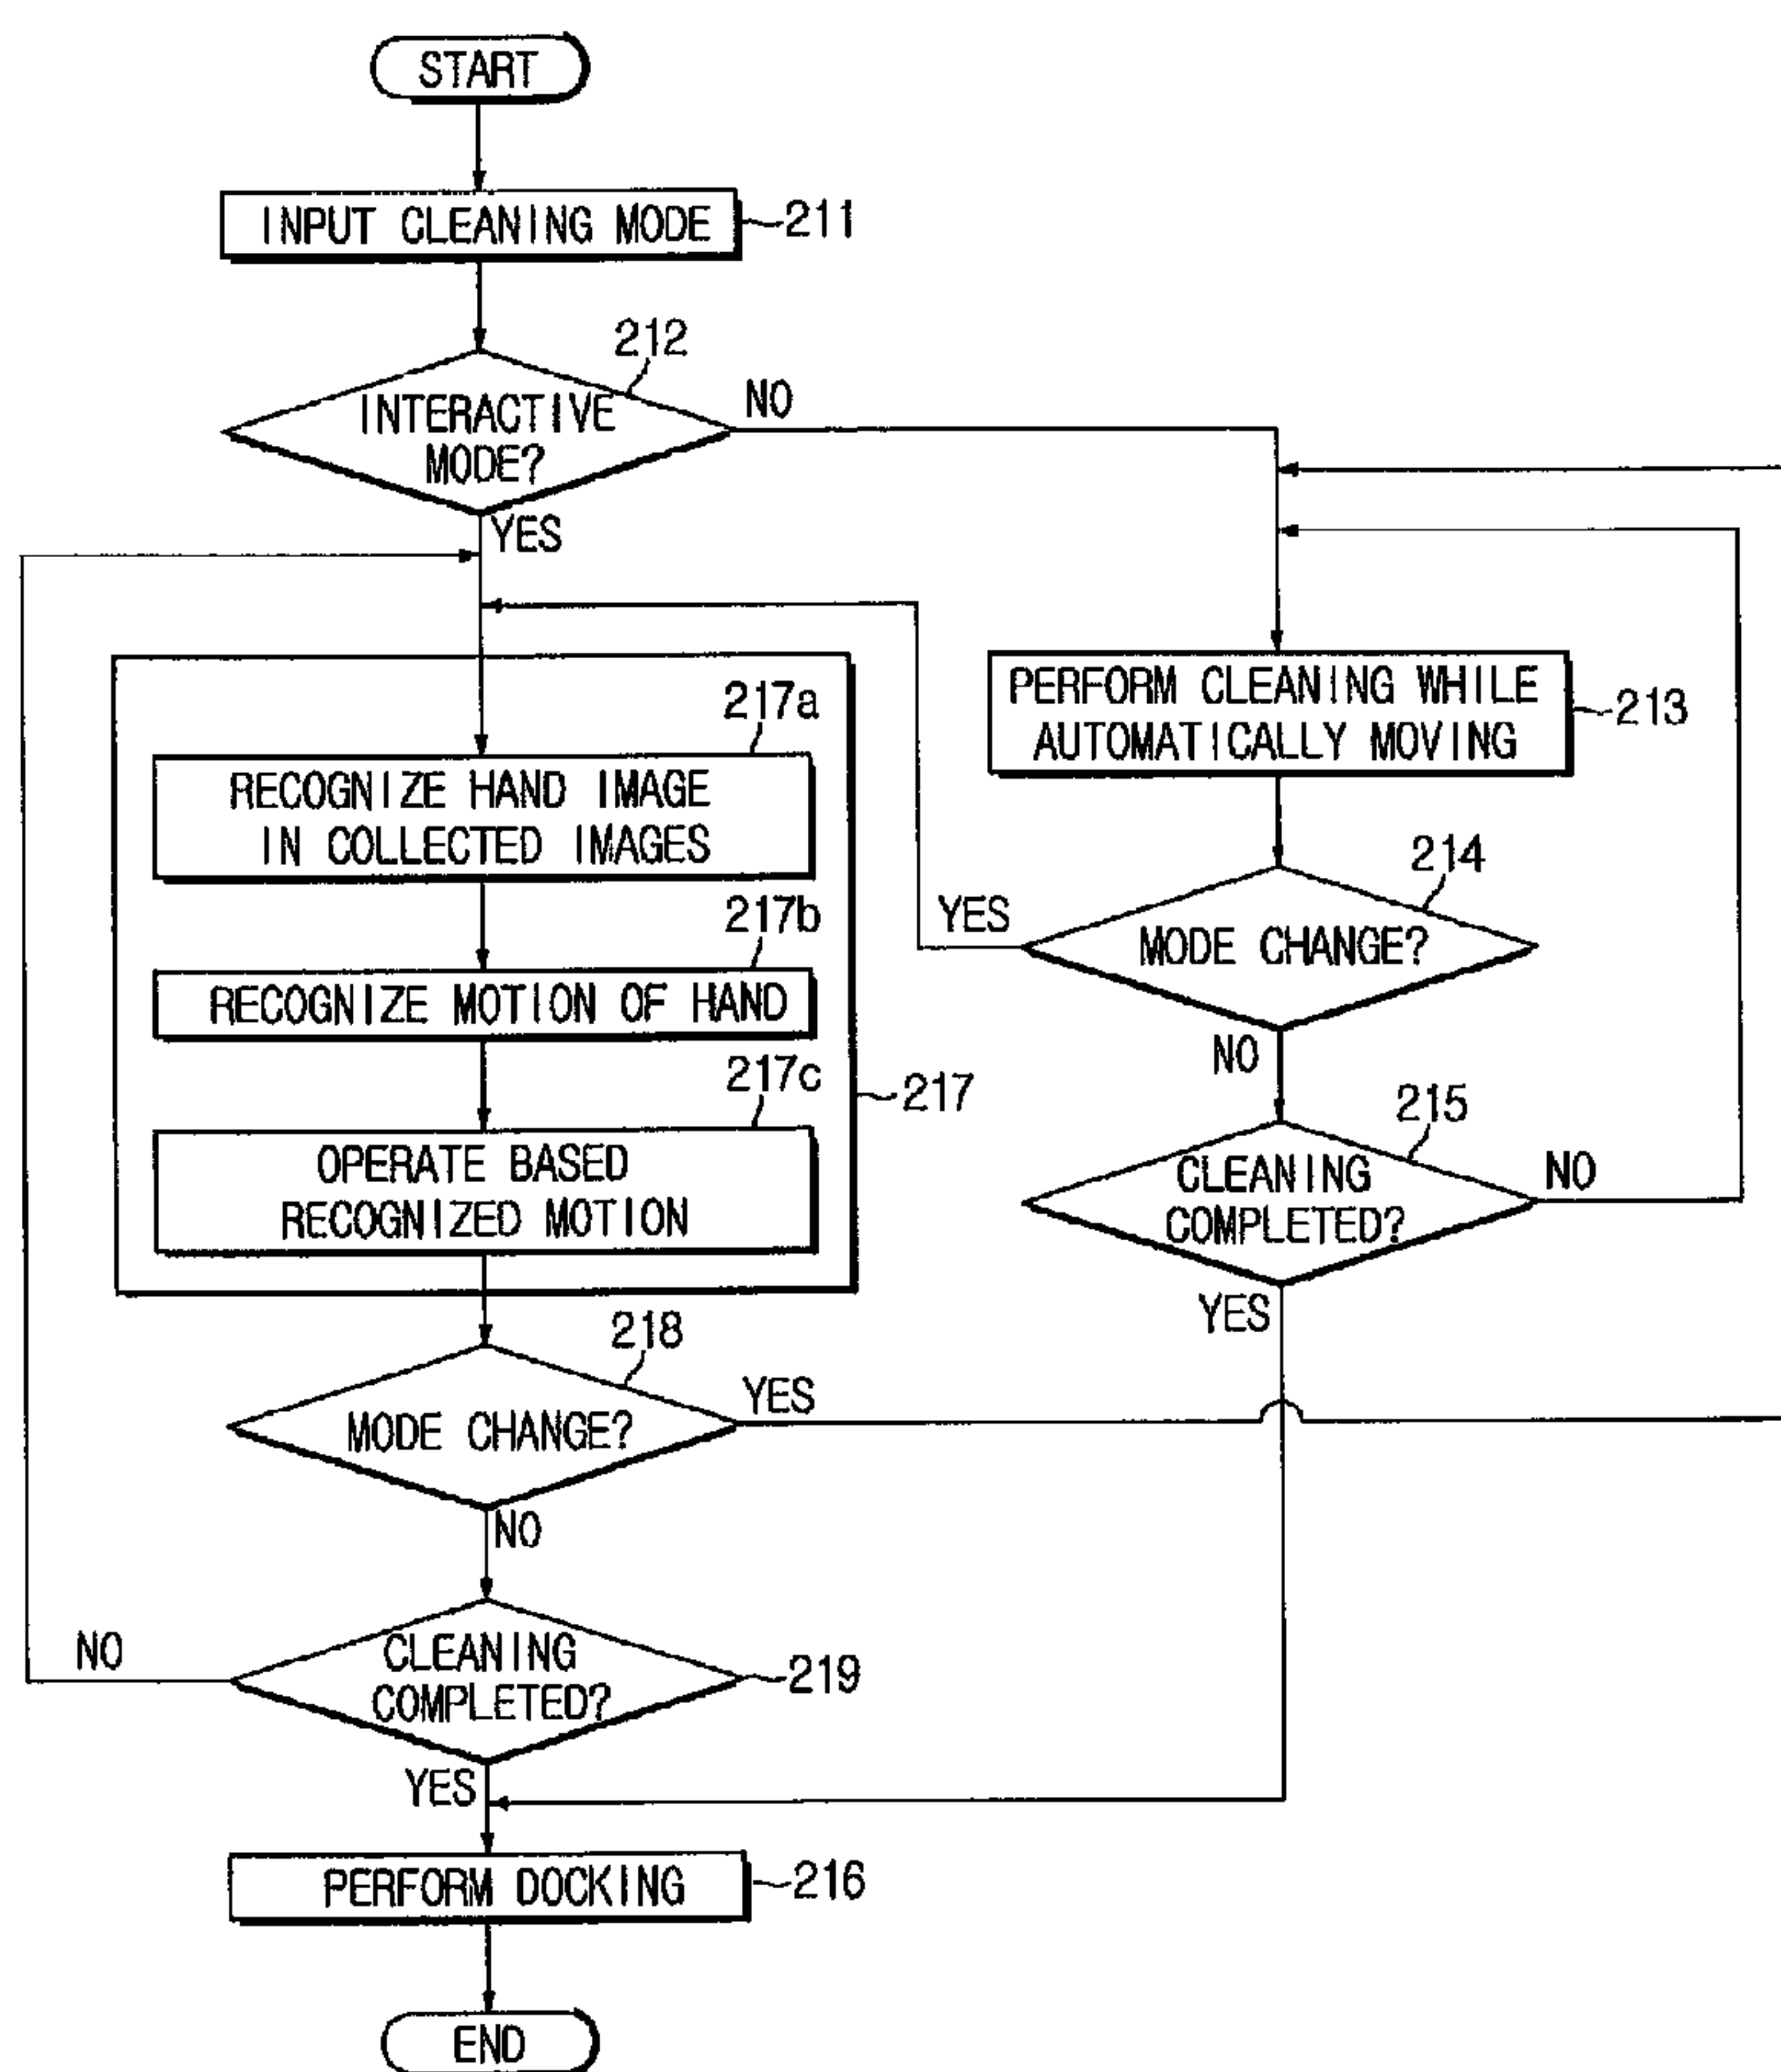 START
INPUT CLEANING MODE
211
212
INTERACTIVE
MODE?
NO
YES
217a
RECOGNIZE HAND IMAGE
IN COLLECTED IMAGES
217b
RECOGNIZE MOTION OF HAND
217c
OPERATE BASED
RECOGNIZED MOTION
217
PERFORM CLEANING WHILE
AUTOMATICALLY MOVING
213
214
YES
MODE CHANGE?
NO
215
CLEANING
COMPLETED?
NO
YES
218
YES
MODE CHANGE?
NO
NO
CLEANING
COMPLETED?
219
YES
PERFORM DOCKING
216
END